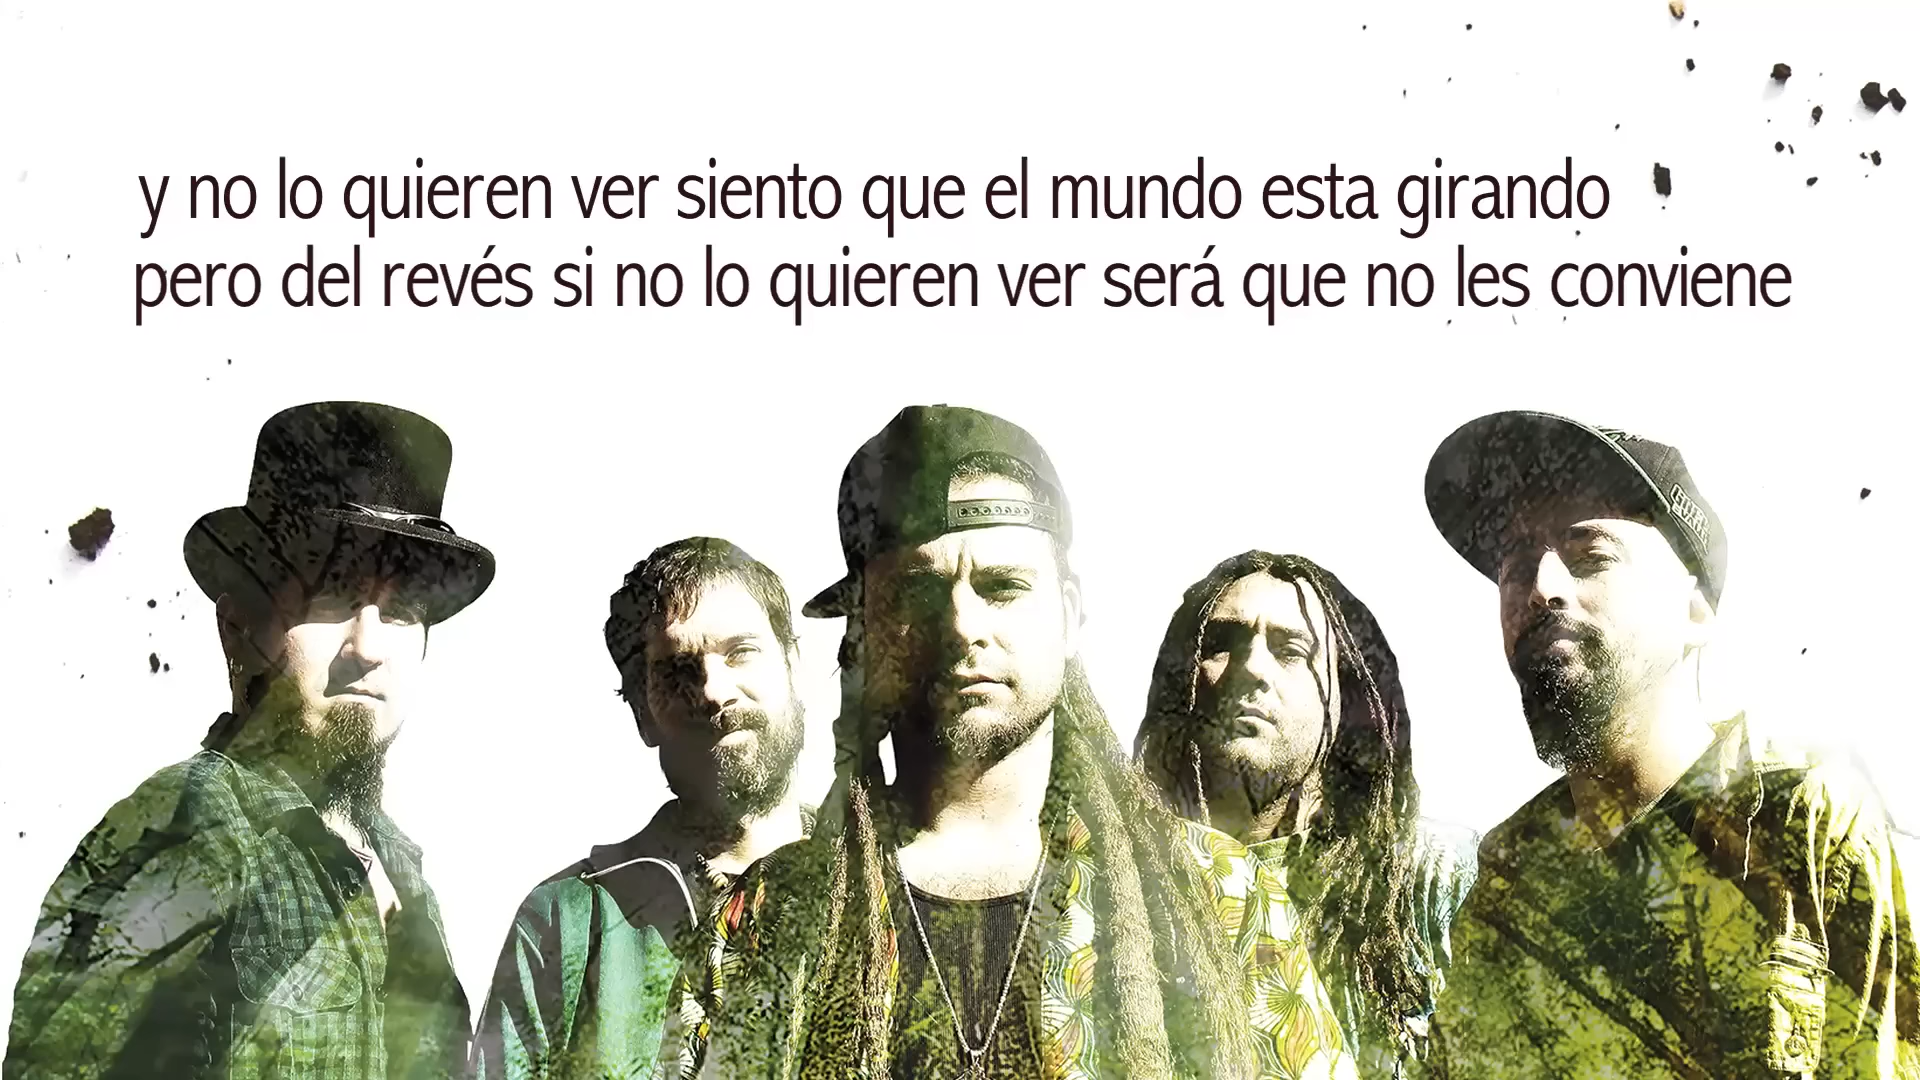 y no lo quieren ver siento que el mundo esta girando
pero del revés si no lo quieren ver será que no les conviene